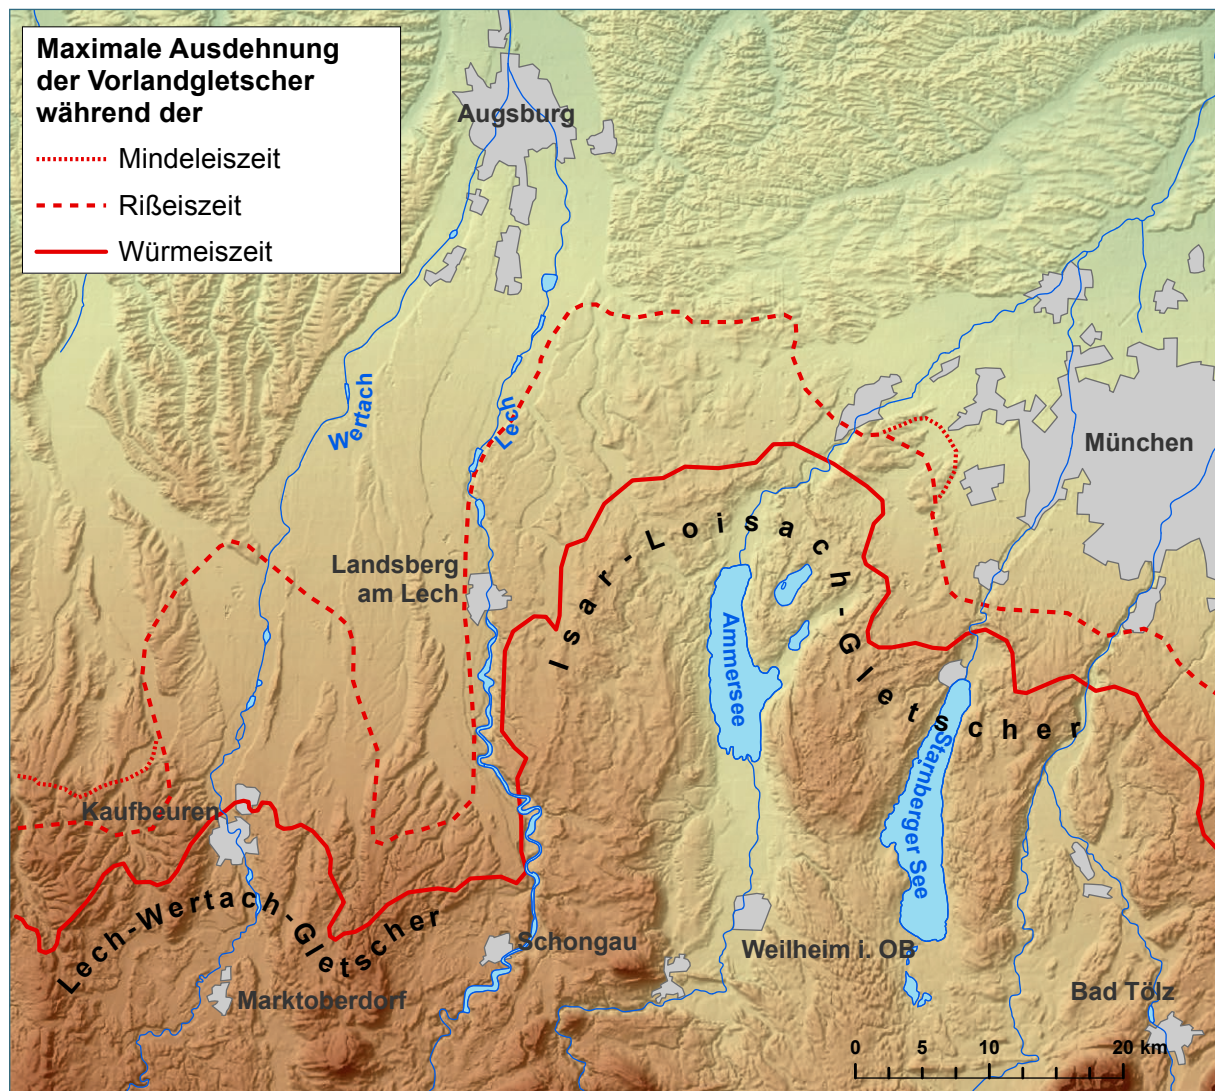 Maximale Ausdehnung
der Vorlandgletscher
während der
Mindeleiszeit
Rißeiszeit
Würmeiszeit
Augsburg
Wertach
Lech
München
Landsberg
am Lech
Isar-Loisach-Gletscher
Ammersee
Starnberger See
Kaufbeuren
Lech-Wertach-Gletscher
Schongau
Weilheim i. OB
Marktoberdorf
Bad Tölz
0 5 10 20 km